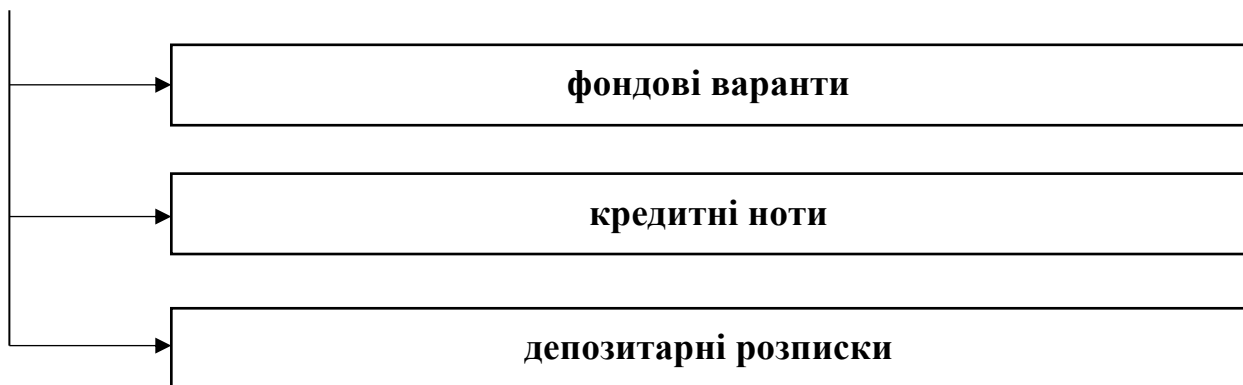 фондові варанти
кредитні ноти
депозитарні розписки